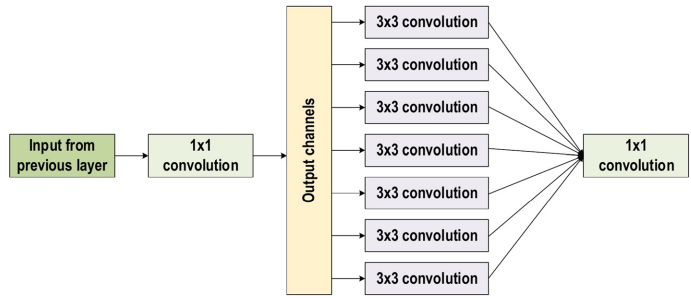 Input from
previous layer
1x1
convolution
Output channels
3x3 convolution
3x3 convolution
3x3 convolution
3x3 convolution
3x3 convolution
3x3 convolution
3x3 convolution
1x1
convolution